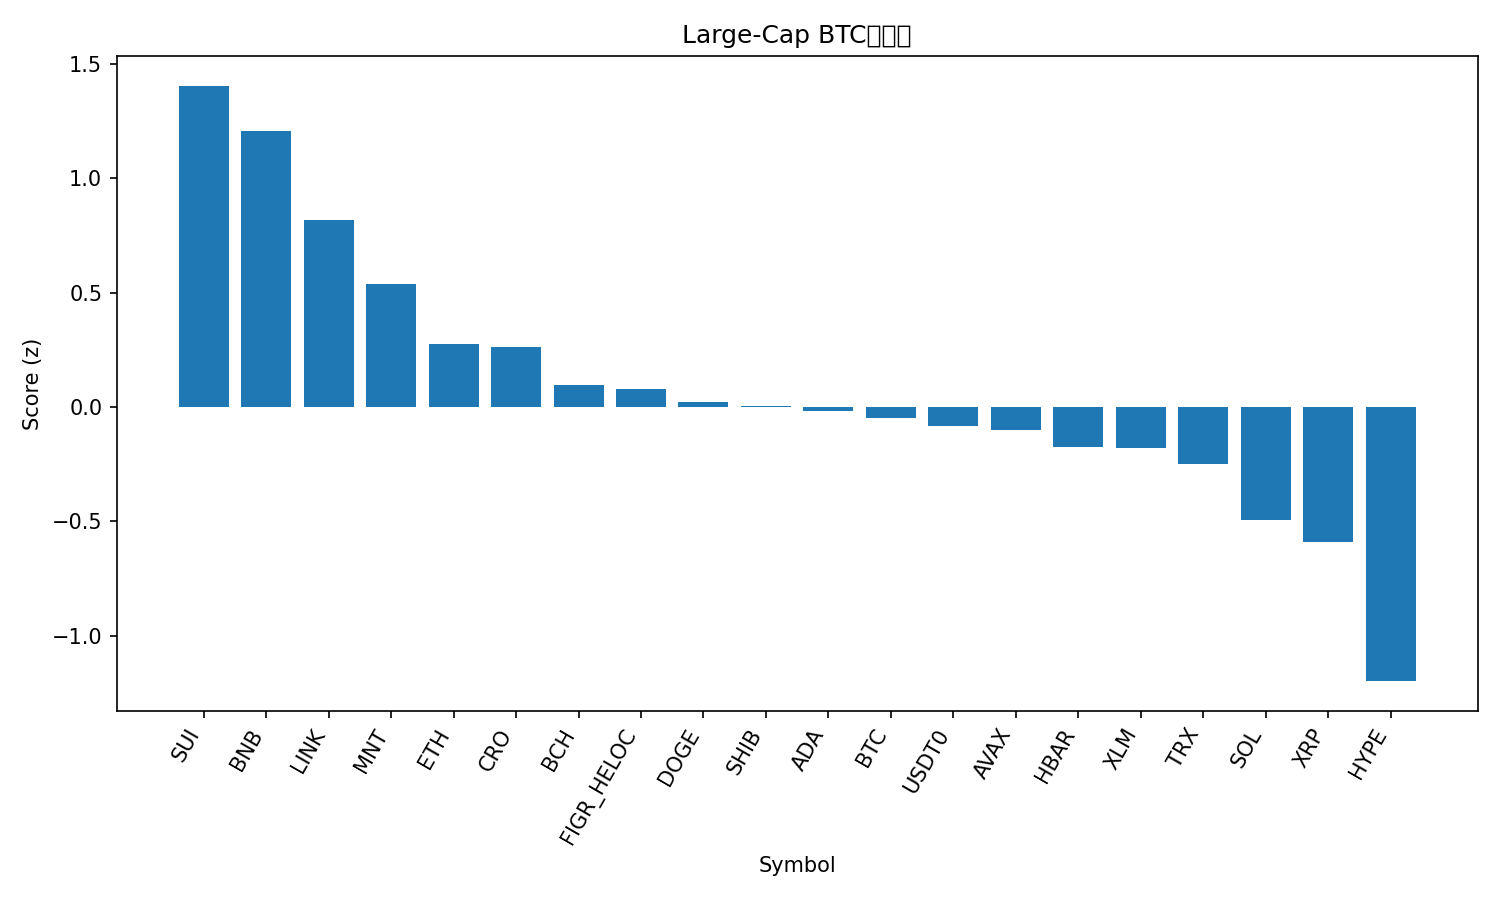 Large-Cap BTC
1.5
1.0
0.5
0.0
−0.5
−1.0
Score (z)
SUI
BNB
LINK
MNT
ETH
CRO
BCH
FIGR_HELOC
DOGE
SHIB
ADA
BTC
USDT0
AVAX
HBAR
XLM
TRX
SOL
XRP
HYPE
Symbol